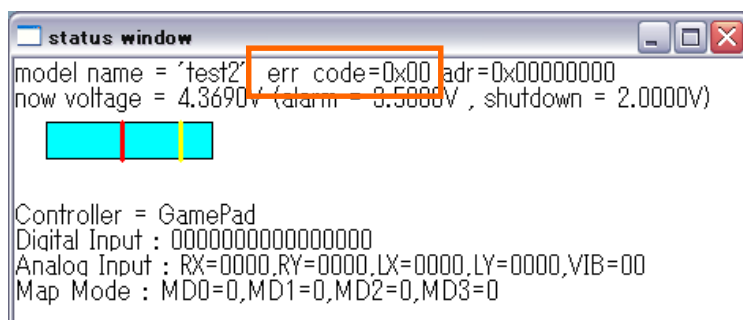 status window
model name = 'test2' err code=0x00 adr=0x00000000
now voltage = 4.3690V (alarm = 3.5000V , shutdown = 2.0000V)
Controller = GamePad
Digital Input : 0000000000000000
Analog Input : RX=0000,RY=0000,LX=0000,LY=0000,VIB=00
Map Mode : MD0=0,MD1=0,MD2=0,MD3=0